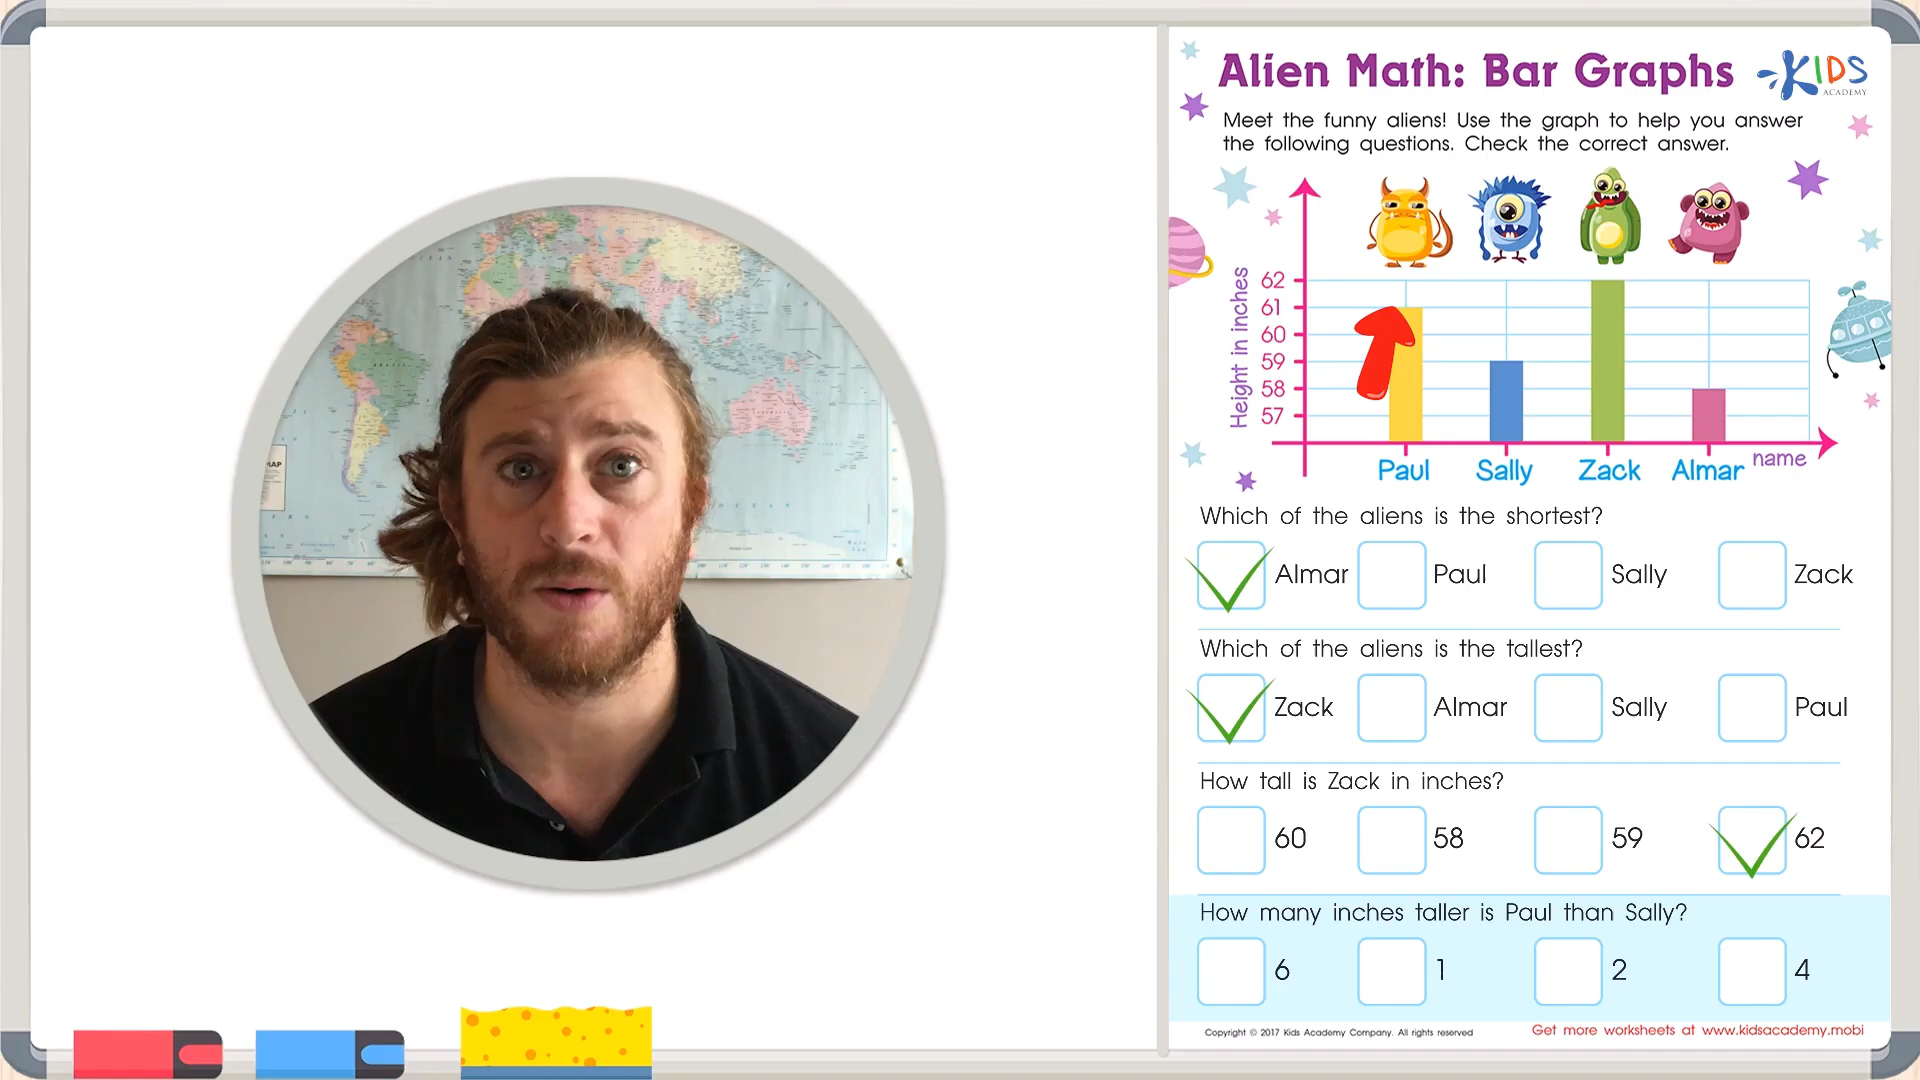 Alien Math: Bar Graphs
KIDS
ACADEMY
Meet the funny aliens! Use the graph to help you answer
the following questions. Check the correct answer.
Height in inches
62
61
60
59
58
57
Paul Sally Zack Almar name
Which of the aliens is the shortest?
Almar Paul Sally Zack
Which of the aliens is the tallest?
Zack Almar Sally Paul
How tall is Zack in inches?
60 58 59 62
How many inches taller is Paul than Sally?
6 1 2 4
Copyright © 2017 Kids Academy Company. All rights reserved
Get more worksheets at www.kidsacademy.mobi